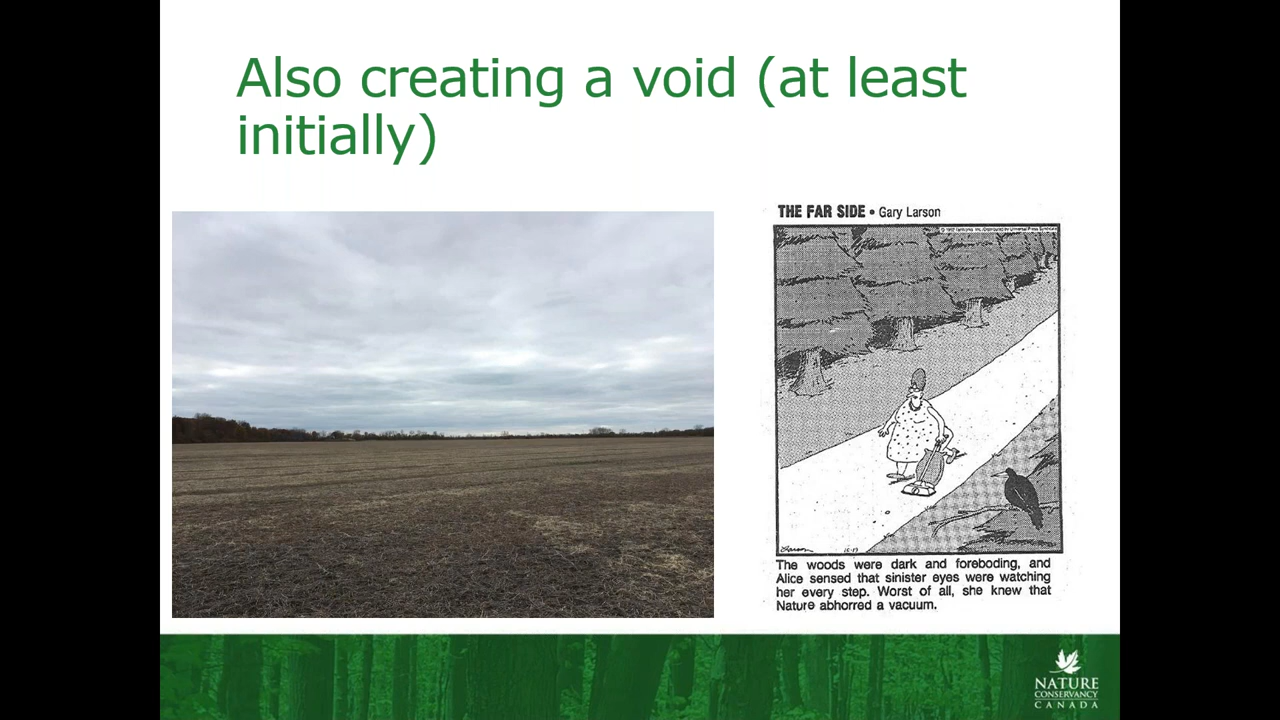 Also creating a void (at least
initially)
THE FAR SIDE • Gary Larson
The woods were dark and foreboding, and
Alice sensed that sinister eyes were watching
her every step. Worst of all, she knew that
Nature abhorred a vacuum.
NATURE
CONSERVANCY
CANADA